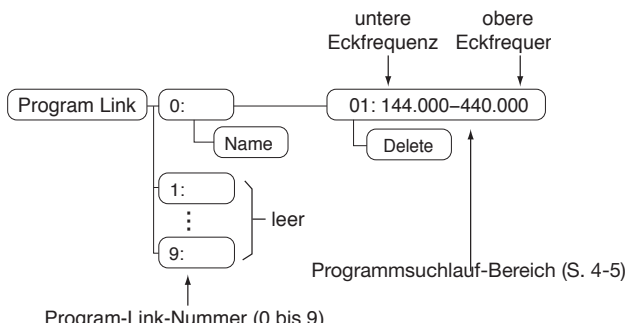 untere
Eckfrequenz
obere
Eckfrequer
Program Link
0:
01: 144.000–440.000
Name
Delete
1:
⋮
9:
leer
Programmsuchlauf-Bereich (S. 4-5)
Program-Link-Nummer (0 bis 9)